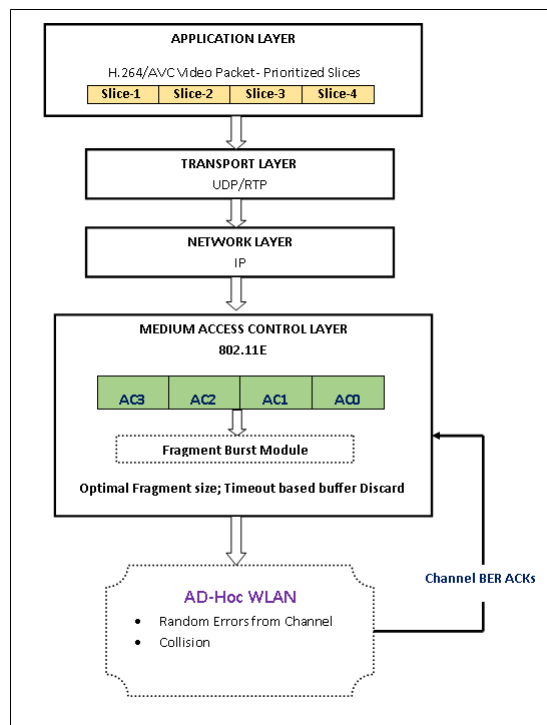 APPLICATION LAYER
H.264/AVC Video Packet- Prioritized Slices
Slice-1 Slice-2 Slice-3 Slice-4
TRANSPORT LAYER
UDP/RTP
NETWORK LAYER
IP
MEDIUM ACCESS CONTROL LAYER
802.11E
AC3 AC2 AC1 AC0
Fragment Burst Module
Optimal Fragment size; Timeout based buffer Discard
Channel BER ACKs
AD-Hoc WLAN
• Random Errors from Channel
• Collision